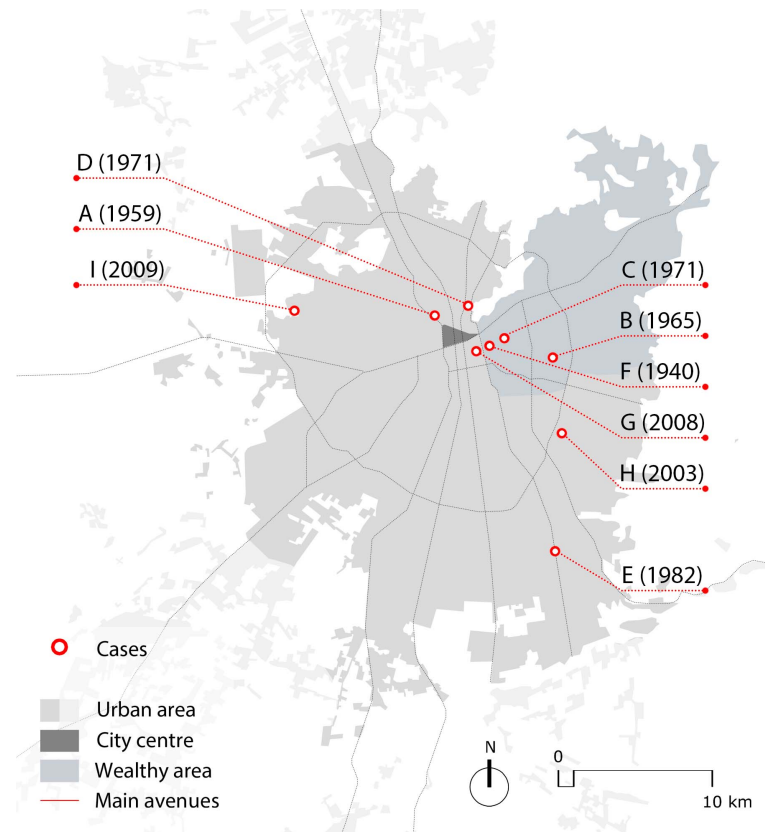 D (1971)
A (1959)
I (2009)
C (1971)
B (1965)
F (1940)
G (2008)
H (2003)
E (1982)
Cases
Urban area
City centre
Wealthy area
Main avenues
N
0
10 km